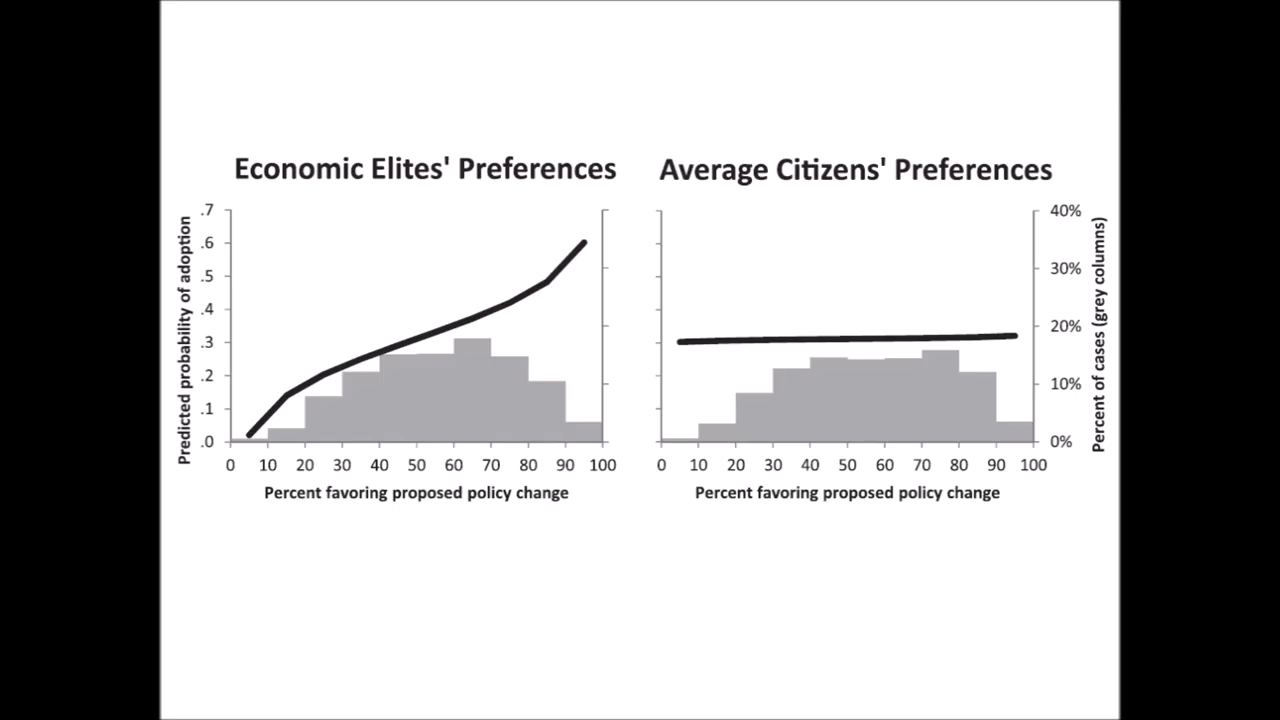 Economic Elites' Preferences
Predicted probability of adoption
.7
.6
.5
.4
.3
.2
.1
.0
0 10 20 30 40 50 60 70 80 90 100
Percent favoring proposed policy change
Average Citizens' Preferences
40%
30%
20%
10%
0%
Percent of cases (grey columns)
0 10 20 30 40 50 60 70 80 90 100
Percent favoring proposed policy change